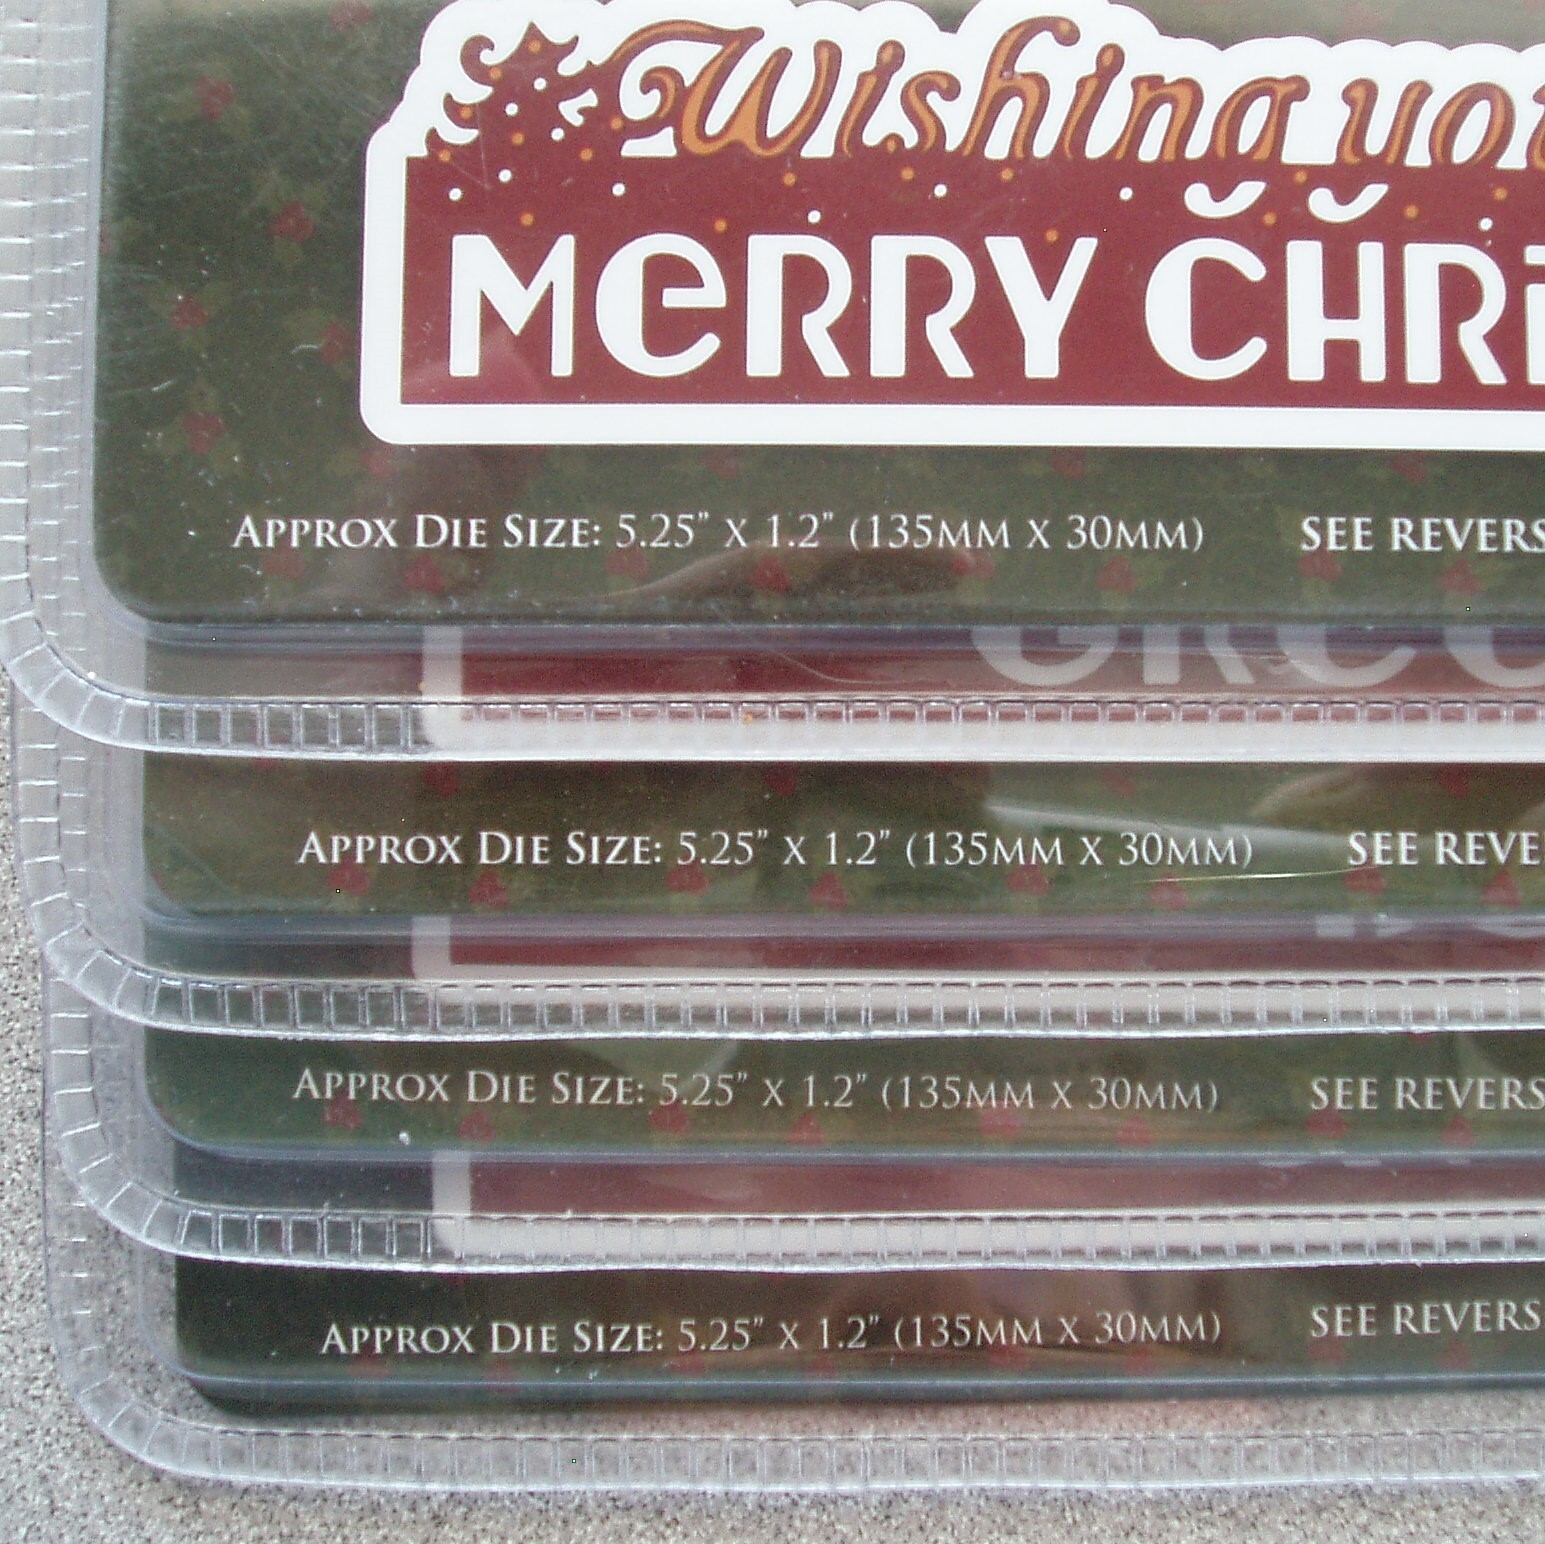 Wishing you
MERRY CHRI
APPROX DIE SIZE: 5.25" X 1.2" (135MM X 30MM) SEE REVERS
APPROX DIE SIZE: 5.25" X 1.2" (135MM X 30MM) SEE REVE
APPROX DIE SIZE: 5.25" X 1.2" (135MM X 30MM) SEE REVERS
APPROX DIE SIZE: 5.25" X 1.2" (135MM X 30MM) SEE REVERS